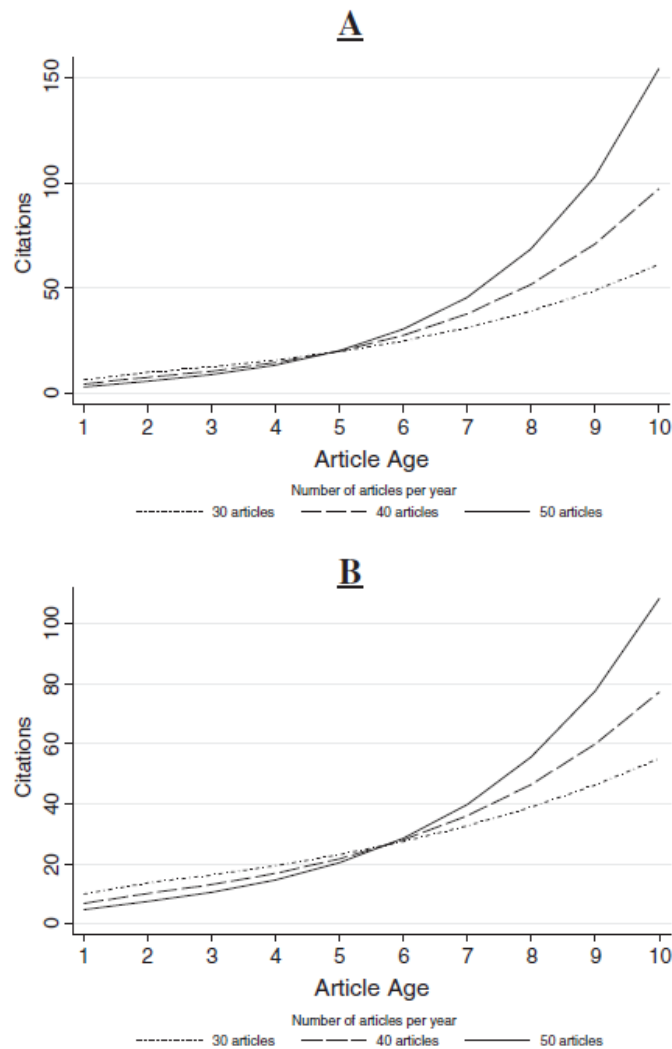 A
150
100
50
0
Citations
1 2 3 4 5 6 7 8 9 10
Article Age
Number of articles per year
30 articles 40 articles 50 articles
B
100
80
60
40
20
0
Citations
1 2 3 4 5 6 7 8 9 10
Article Age
Number of articles per year
30 articles 40 articles 50 articles